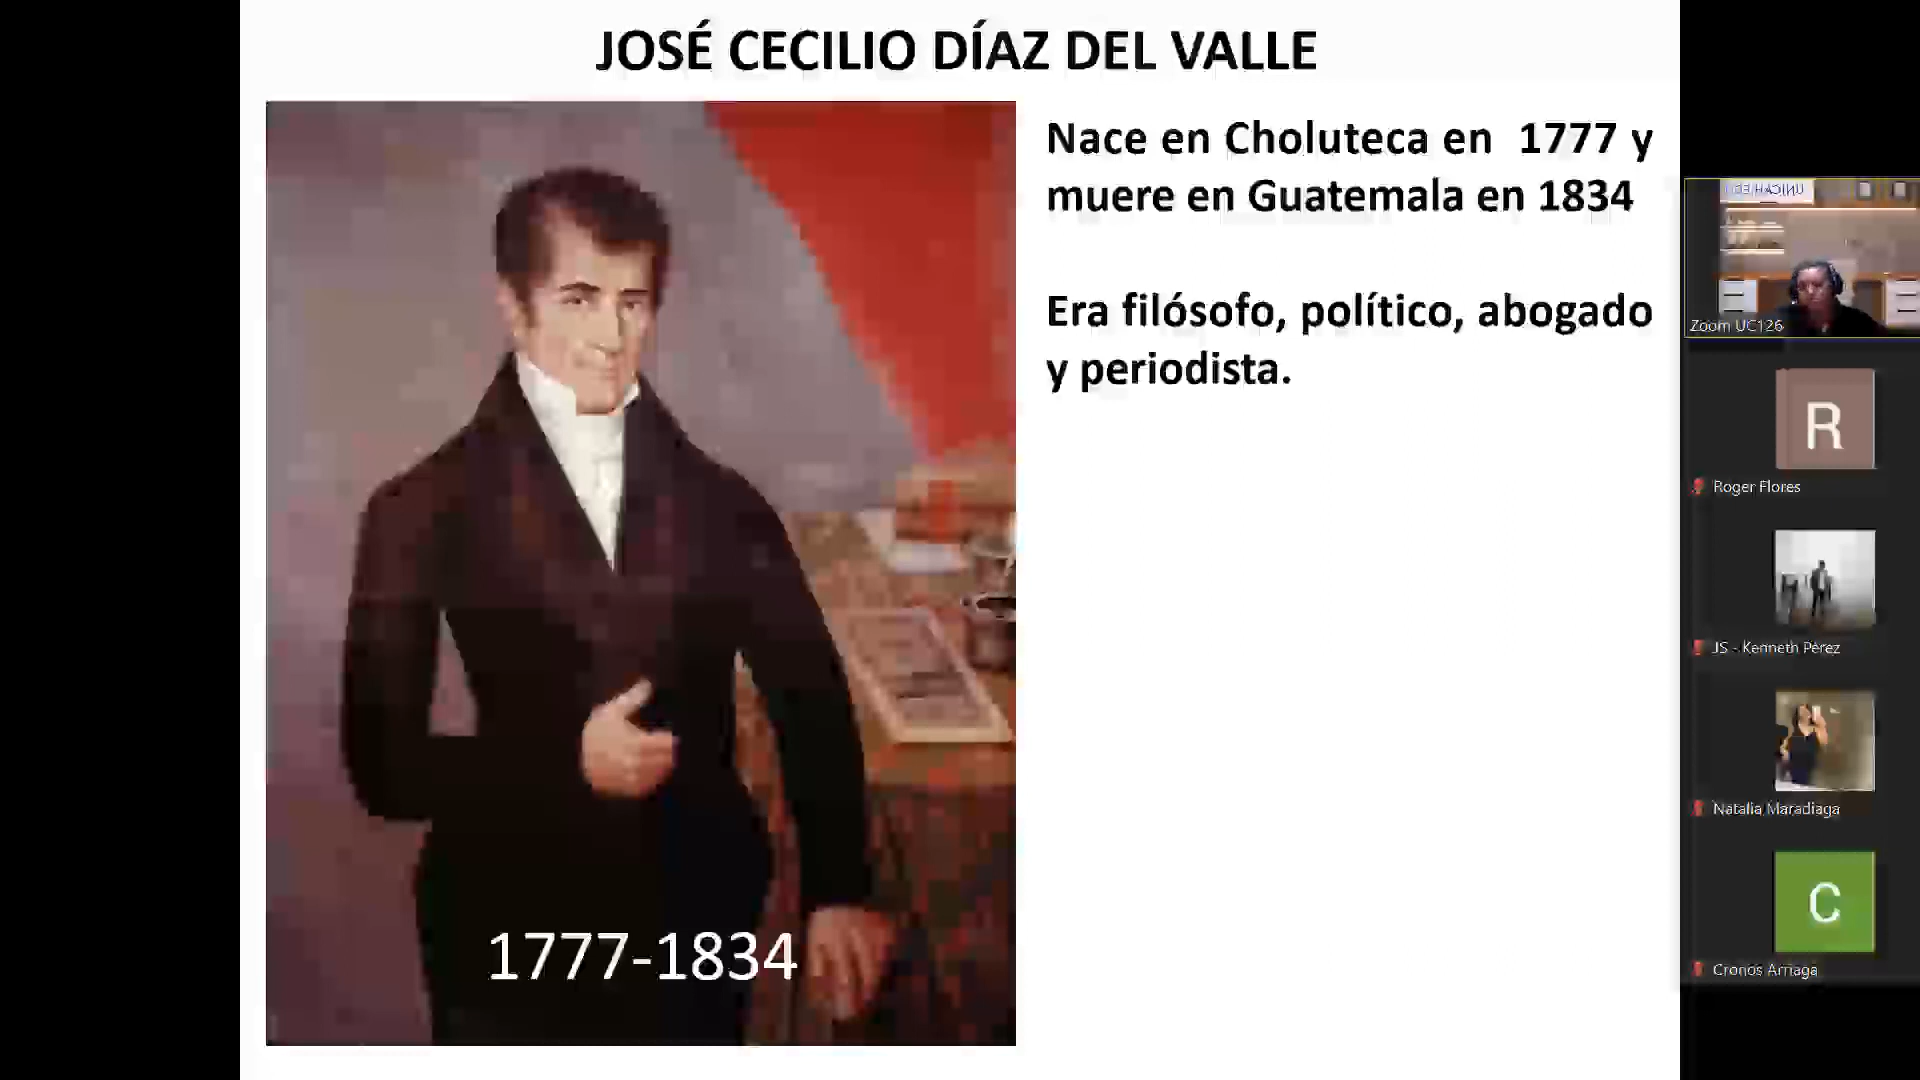 JOSÉ CECILIO DÍAZ DEL VALLE
Nace en Choluteca en 1777 y
muere en Guatemala en 1834
Era filósofo, político, abogado
y periodista.
1777-1834
Zoom UC126
R
Roger Flores
JS - Kenneth Pérez
Natalia Maradiaga
C
Cronos Arriaga